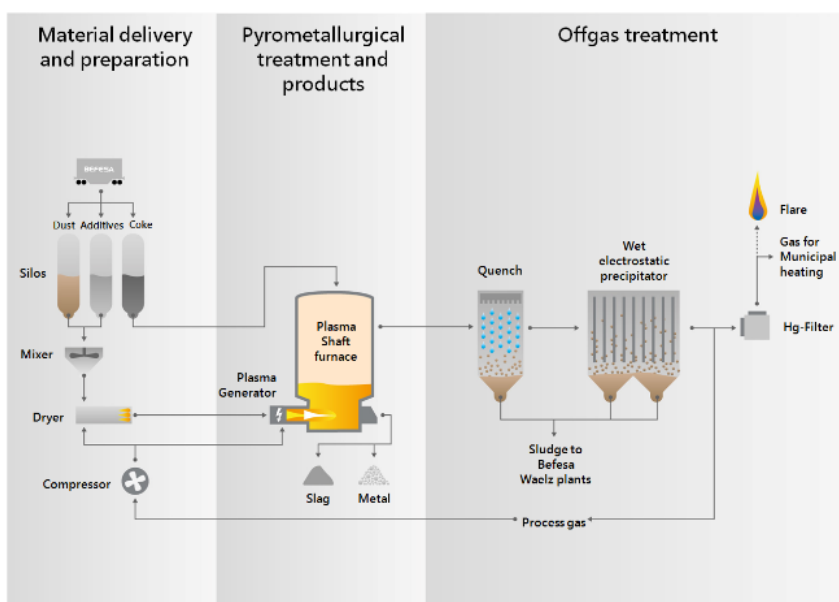 Material delivery
and preparation
Pyrometallurgical
treatment and
products
Offgas treatment
BEFESA
Dust Additives Coke
Silos
Mixer
Dryer
Compressor
Plasma
Generator
Plasma
Shaft
furnace
Slag
Metal
Quench
Wet
electrostatic
precipitator
Sludge to
Befesa
Waelz plants
Process gas
Flare
Gas for
Municipal
heating
Hg-Filter